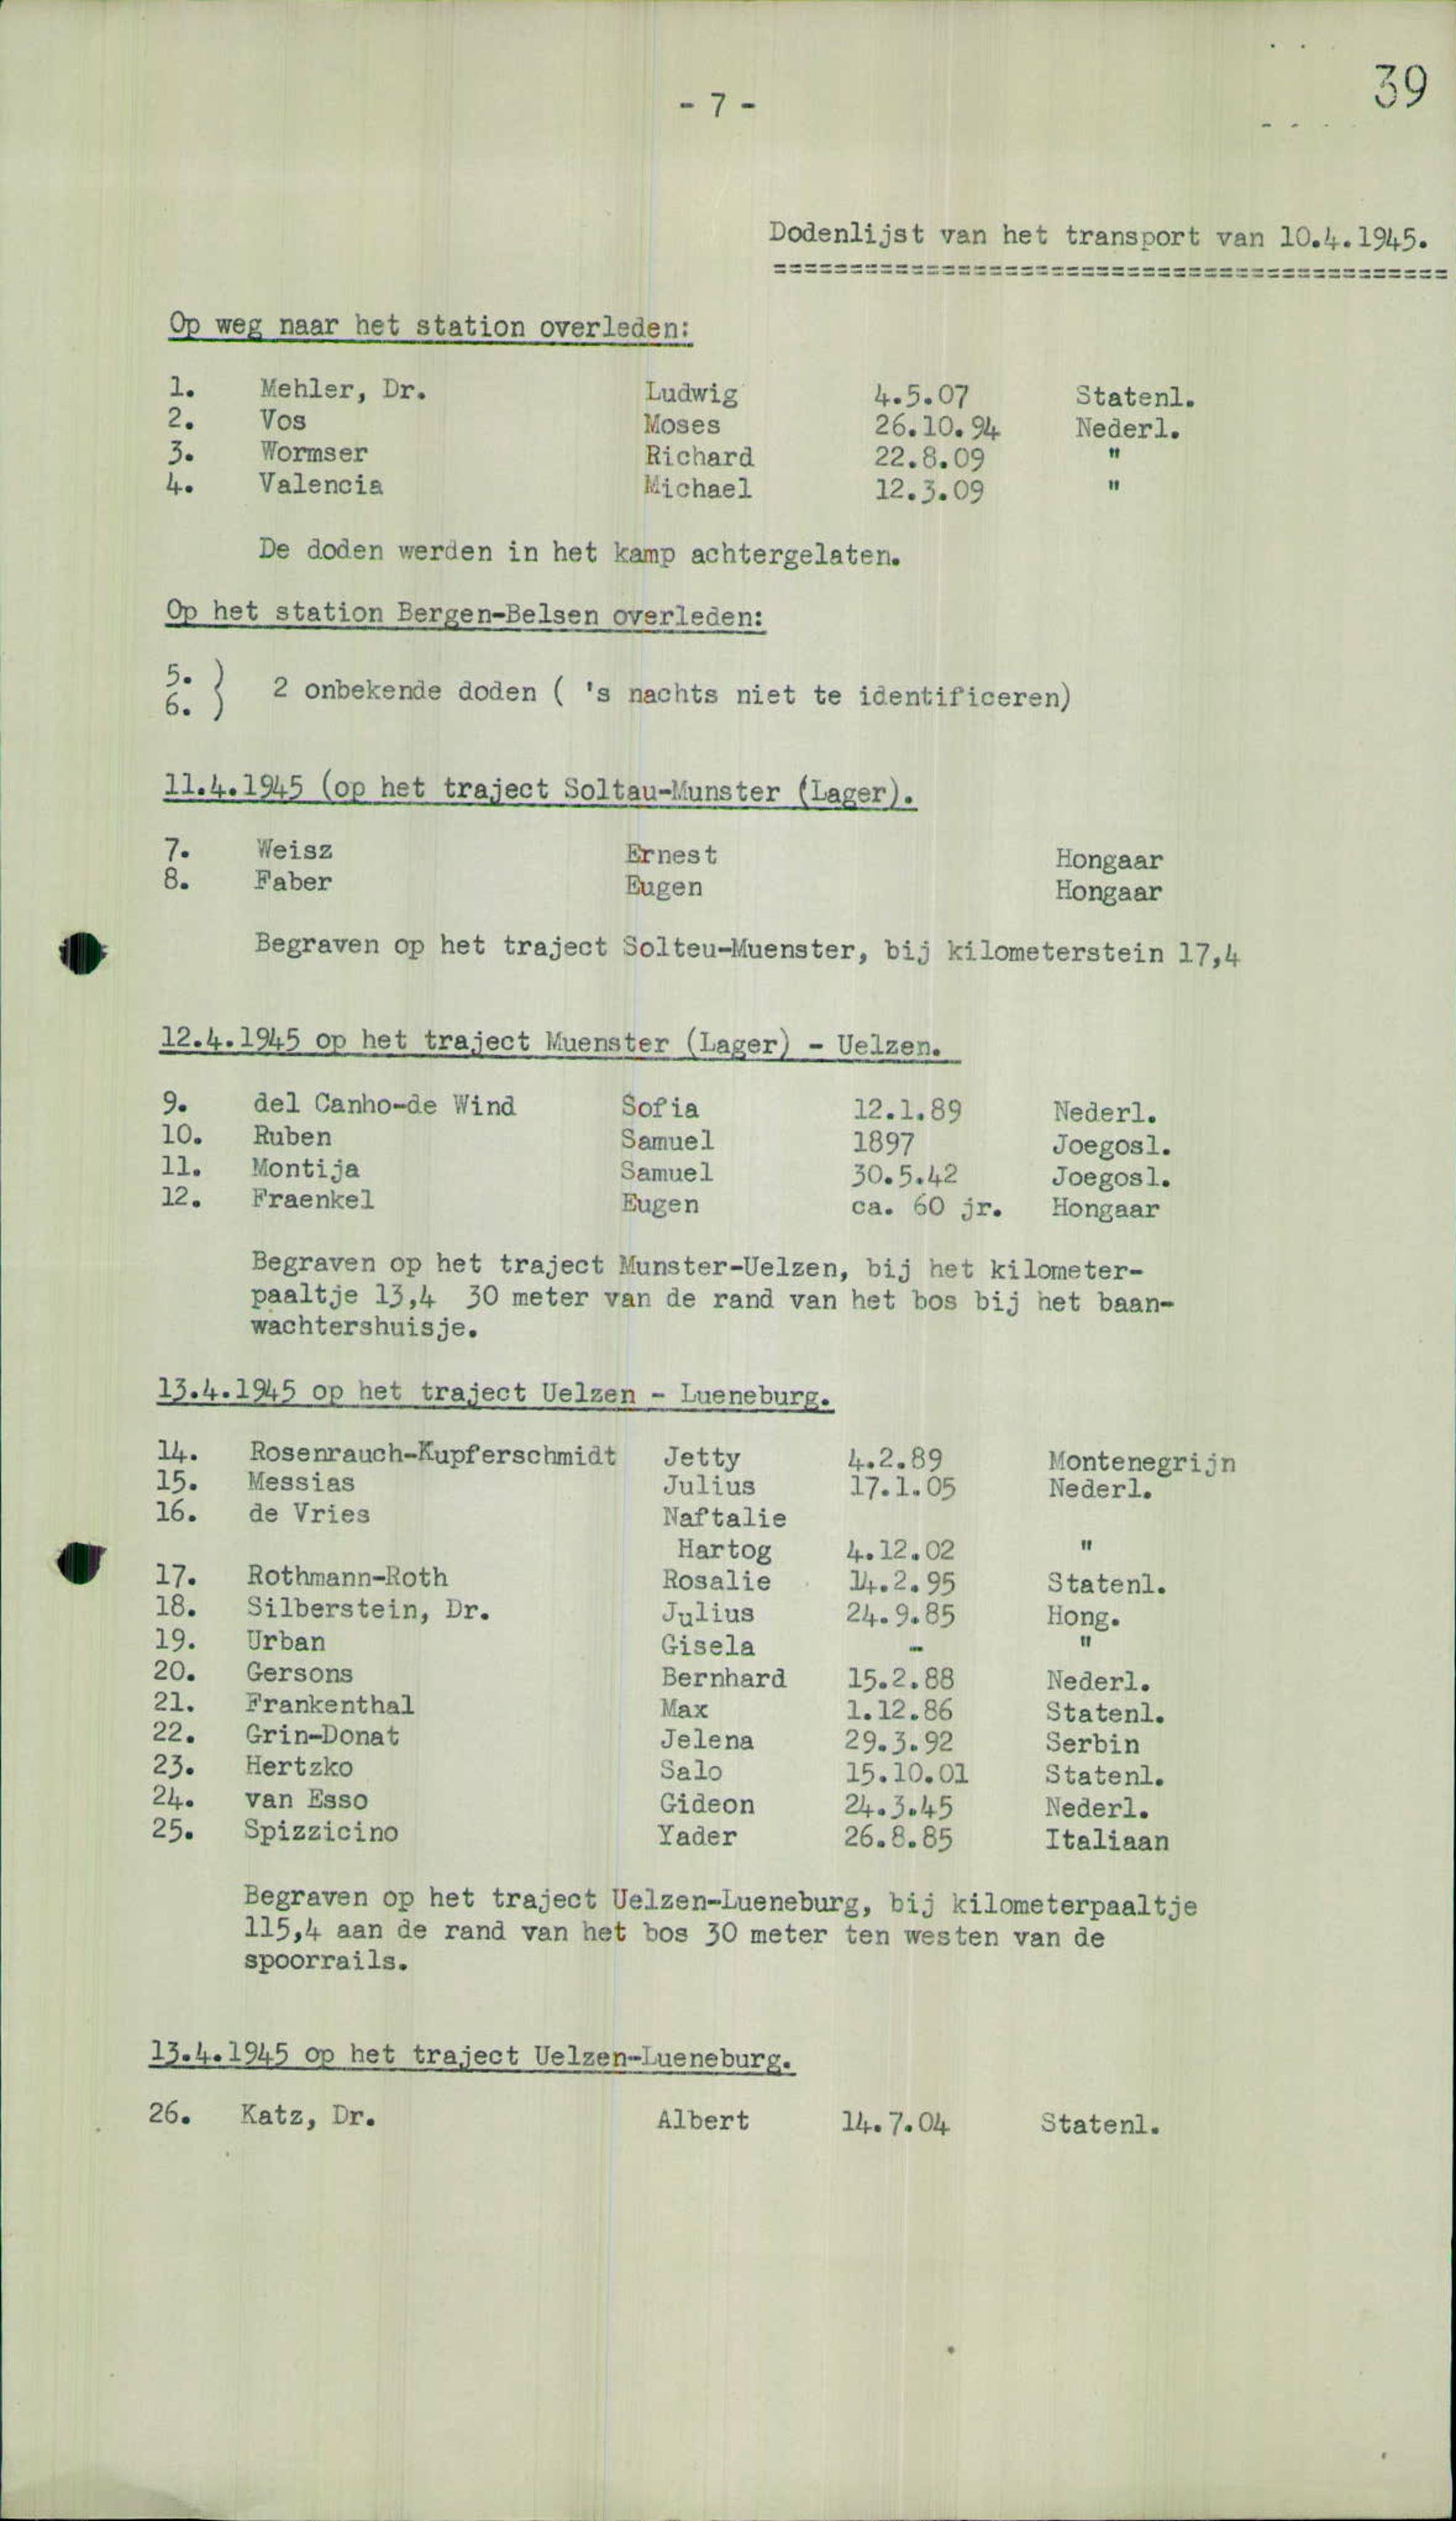 39
- 7 -
Dodenlijst van het transport van 10.4.1945.
============================================
Op weg naar het station overleden:
1. Mehler, Dr. Ludwig 4.5.07 Statenl.
2. Vos Moses 26.10.94 Nederl.
3. Wormser Richard 22.8.09 "
4. Valencia Michael 12.3.09 "
De doden werden in het kamp achtergelaten.
Op het station Bergen-Belsen overleden:
5. )
6. ) 2 onbekende doden ( 's nachts niet te identificeren)
11.4.1945 (op het traject Soltau-Munster (Lager).
7. Weisz Ernest Hongaar
8. Faber Eugen Hongaar
Begraven op het traject Solteu-Muenster, bij kilometerstein 17,4
12.4.1945 op het traject Muenster (Lager) - Uelzen.
9. del Canho-de Wind Sofia 12.1.89 Nederl.
10. Ruben Samuel 1897 Joegosl.
11. Montija Samuel 30.5.42 Joegosl.
12. Fraenkel Eugen ca. 60 jr. Hongaar
Begraven op het traject Munster-Uelzen, bij het kilometer-
paaltje 13,4 30 meter van de rand van het bos bij het baan-
wachtershuisje.
13.4.1945 op het traject Uelzen - Lueneburg.
14. Rosenrauch-Kupferschmidt Jetty 4.2.89 Montenegrijn
15. Messias Julius 17.1.05 Nederl.
16. de Vries Naftalie
Hartog 4.12.02 "
17. Rothmann-Roth Rosalie 14.2.95 Statenl.
18. Silberstein, Dr. Julius 24.9.85 Hong.
19. Urban Gisela - "
20. Gersons Bernhard 15.2.88 Nederl.
21. Frankenthal Max 1.12.86 Statenl.
22. Grin-Donat Jelena 29.3.92 Serbin
23. Hertzko Salo 15.10.01 Statenl.
24. van Esso Gideon 24.3.45 Nederl.
25. Spizzicino Yader 26.8.85 Italiaan
Begraven op het traject Uelzen-Lueneburg, bij kilometerpaaltje
115,4 aan de rand van het bos 30 meter ten westen van de
spoorrails.
13.4.1945 op het traject Uelzen-Lueneburg.
26. Katz, Dr. Albert 14.7.04 Statenl.